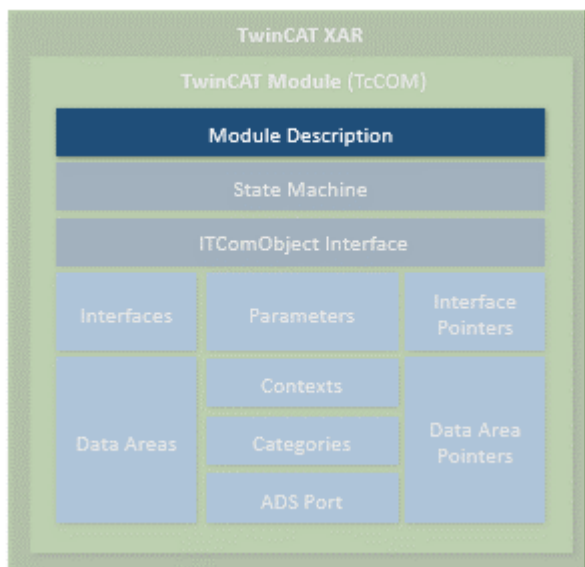 TwinCAT XAR
TwinCAT Module (TcCOM)
Module Description
State Machine
ITComObject Interface
Interfaces
Parameters
Interface
Pointers
Data Areas
Contexts
Categories
ADS Port
Data Area
Pointers